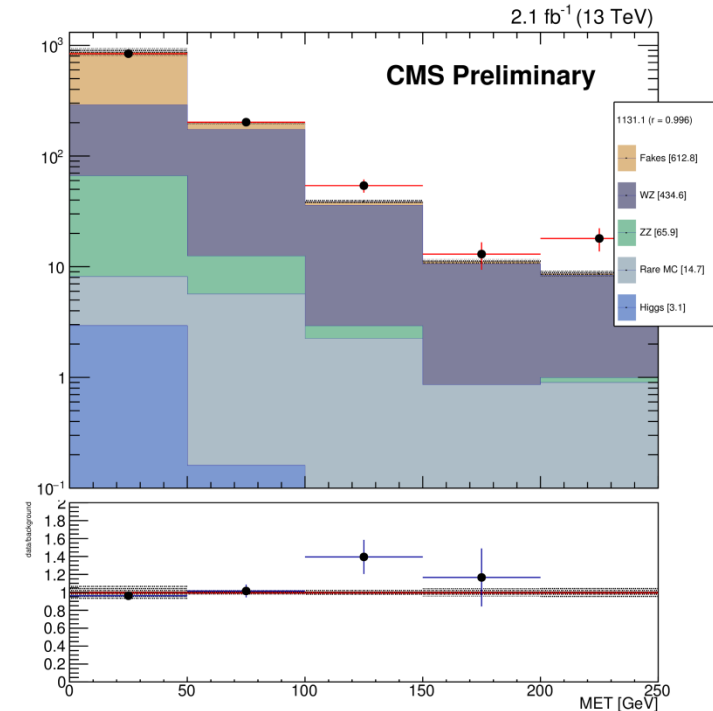 2.1 fb⁻¹ (13 TeV)
CMS Preliminary
10³
10²
10
1
10⁻¹
1131.1 (r = 0.996)
Fakes [612.8]
WZ [434.6]
ZZ [65.9]
Rare MC [14.7]
Higgs [3.1]
data/background
2
1.8
1.6
1.4
1.2
1
0.8
0.6
0.4
0.2
0
0 50 100 150 200 250
MET [GeV]